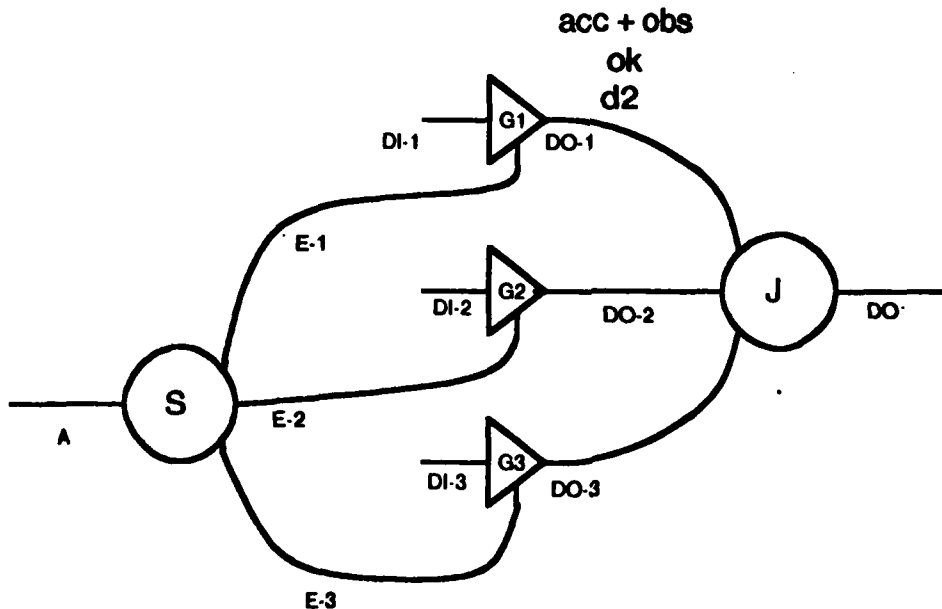 acc + obs
ok
d2
G1
DI-1
DO-1
E-1
G2
DI-2
DO-2
J
DO
S
A
E-2
G3
DI-3
DO-3
E-3